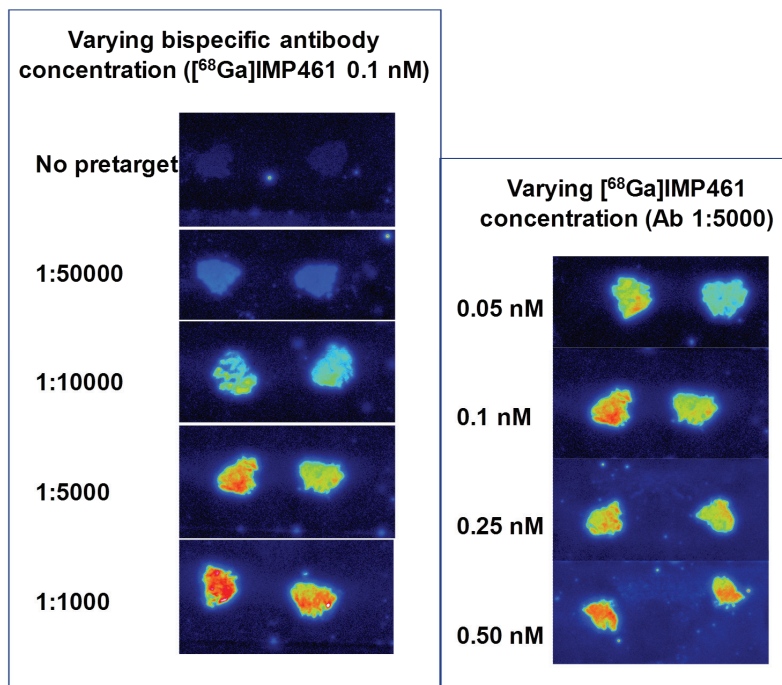 Varying bispecific antibody
concentration ([⁶⁸Ga]IMP461 0.1 nM)
No pretarget
1:50000
1:10000
1:5000
1:1000
Varying [⁶⁸Ga]IMP461
concentration (Ab 1:5000)
0.05 nM
0.1 nM
0.25 nM
0.50 nM